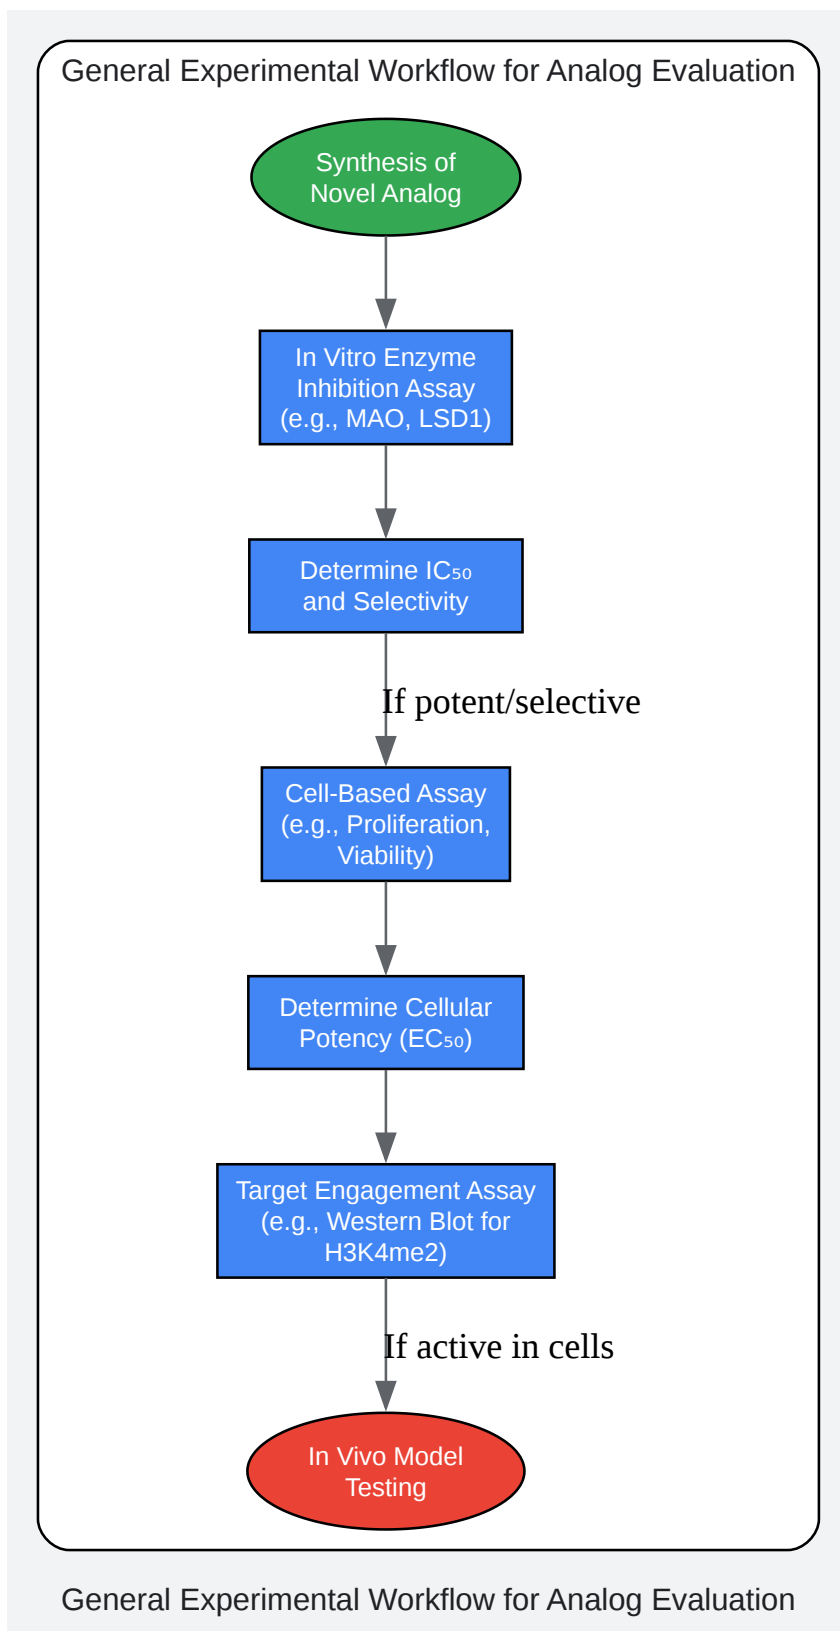 General Experimental Workflow for Analog Evaluation
Synthesis of
Novel Analog
In Vitro Enzyme
Inhibition Assay
(e.g., MAO, LSD1)
Determine IC₅₀
and Selectivity
If potent/selective
Cell-Based Assay
(e.g., Proliferation,
Viability)
Determine Cellular
Potency (EC₅₀)
Target Engagement Assay
(e.g., Western Blot for
H3K4me2)
If active in cells
In Vivo Model
Testing
General Experimental Workflow for Analog Evaluation